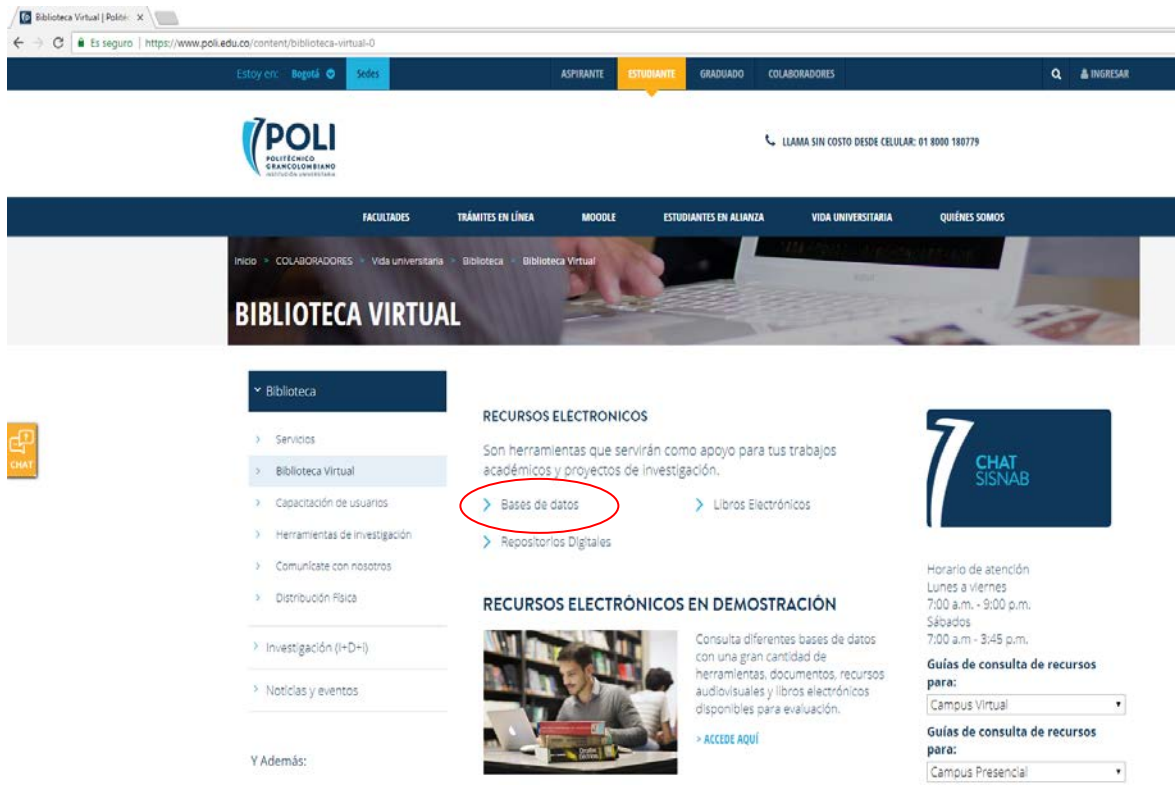 Biblioteca Virtual | Polité
Es seguro | https://www.poli.edu.co/content/biblioteca-virtual-0
Estoy en: Bogotá Sedes ASPIRANTE ESTUDIANTE GRADUADO COLABORADORES INGRESAR
POLI
POLITÉCNICO
GRANCOLOMBIANO
INSTITUCIÓN UNIVERSITARIA
LLAMA SIN COSTO DESDE CELULAR: 01 8000 180779
FACULTADES TRÁMITES EN LÍNEA MOODLE ESTUDIANTES EN ALIANZA VIDA UNIVERSITARIA QUIÉNES SOMOS
Inicio COLABORADORES Vida universitaria Biblioteca Biblioteca Virtual
BIBLIOTECA VIRTUAL
Biblioteca
Servicios
Biblioteca Virtual
Capacitación de usuarios
Herramientas de investigación
Comunícate con nosotros
Distribución Física
Investigación (I+D+i)
Noticias y eventos
Y Además:
CHAT
RECURSOS ELÉCTRONICOS
Son herramientas que servirán como apoyo para tus trabajos
académicos y proyectos de investigación.
Bases de datos Libros Electrónicos
Repositorios Digitales
RECURSOS ELECTRÓNICOS EN DEMOSTRACIÓN
Consulta diferentes bases de datos
con una gran cantidad de
herramientas, documentos, recursos
audiovisuales y libros electrónicos
disponibles para evaluación.
> ACCEDE AQUÍ
CHAT
SISNAB
Horario de atención
Lunes a viernes
7:00 a.m. - 9:00 p.m.
Sábados
7:00 a.m - 3:45 p.m.
Guías de consulta de recursos
para:
Campus Virtual
Guías de consulta de recursos
para:
Campus Presencial